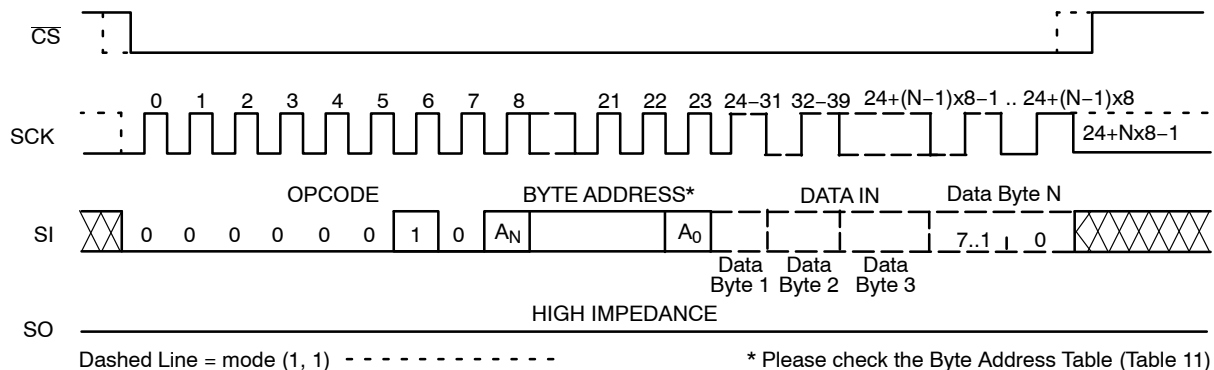 CS
0 1 2 3 4 5 6 7 8 21 22 23 24–31 32–39 24+(N–1)x8–1 .. 24+(N–1)x8
SCK
24+Nx8–1
OPCODE BYTE ADDRESS* DATA IN Data Byte N
SI 0 0 0 0 0 0 1 0 AN A0 7..1 0
Data Data Data
Byte 1 Byte 2 Byte 3
HIGH IMPEDANCE
SO
Dashed Line = mode (1, 1) * Please check the Byte Address Table (Table 11)